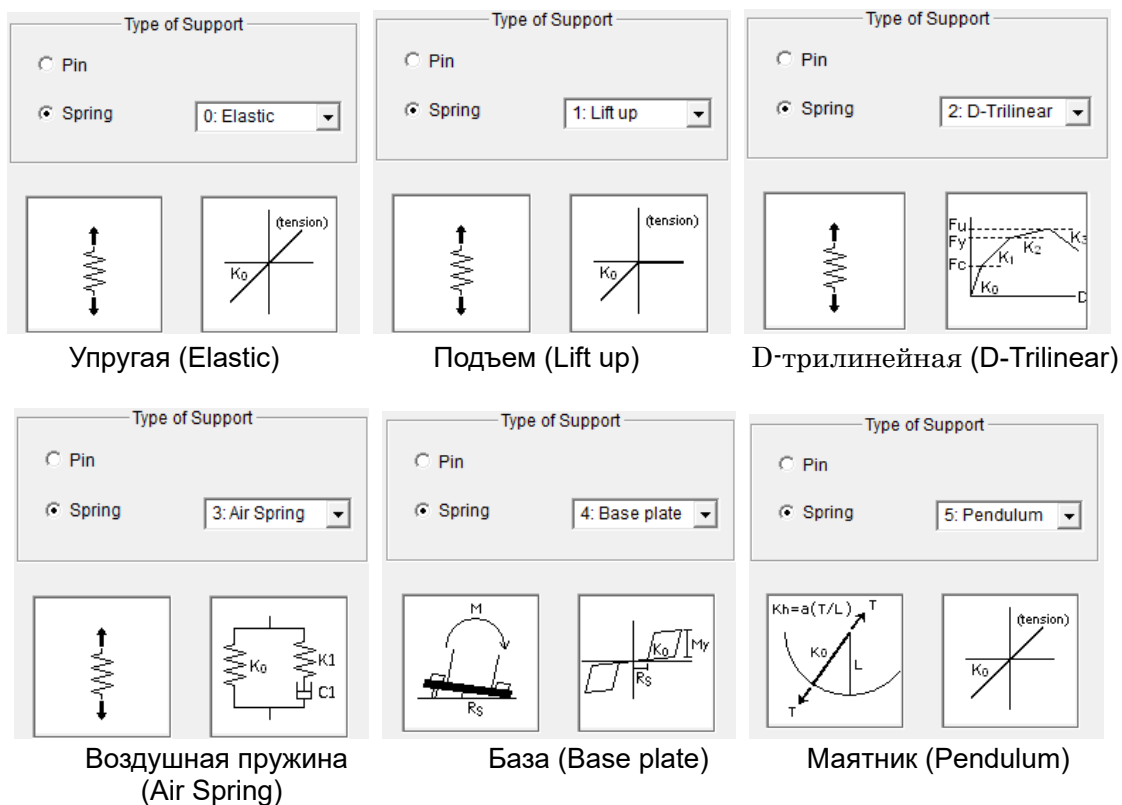 Type of Support
Pin
Spring
0: Elastic
(tension)
K0
Упругая (Elastic)
Type of Support
Pin
Spring
1: Lift up
(tension)
K0
Подъем (Lift up)
Type of Support
Pin
Spring
2: D-Trilinear
Fu
Fy
Fc
K0
K1
K2
K3
D
D-трилинейная (D-Trilinear)
Type of Support
Pin
Spring
3: Air Spring
K0
K1
C1
Воздушная пружина
(Air Spring)
Type of Support
Pin
Spring
4: Base plate
M
Rs
K0
My
Rs
База (Base plate)
Type of Support
Pin
Spring
5: Pendulum
Kh=a(T/L)
T
K0
L
T
(tension)
K0
Маятник (Pendulum)